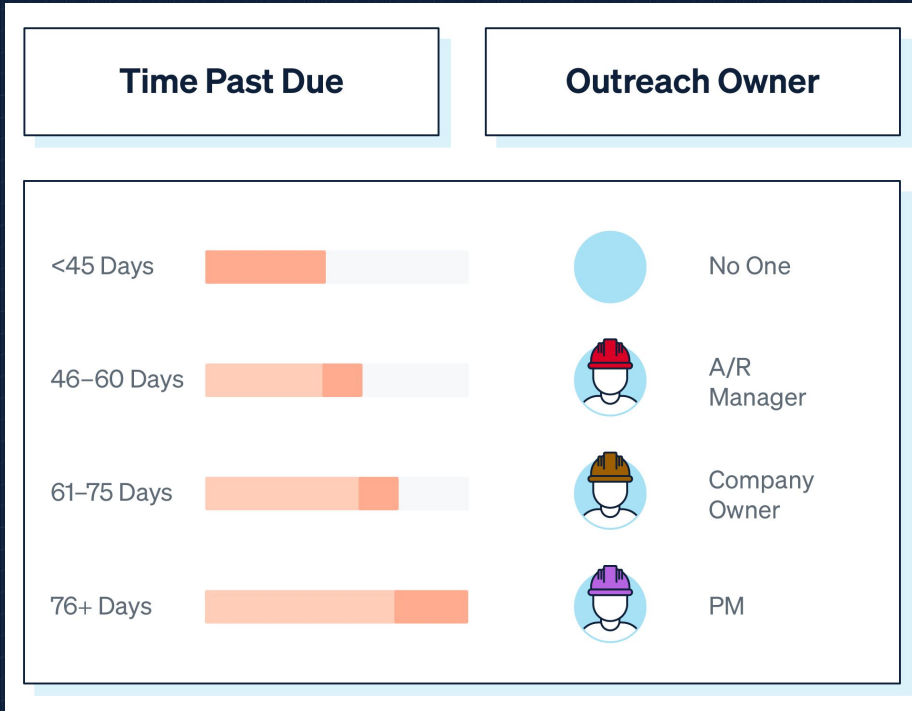 Time Past Due
Outreach Owner
<45 Days
No One
46–60 Days
A/R
Manager
61–75 Days
Company
Owner
76+ Days
PM